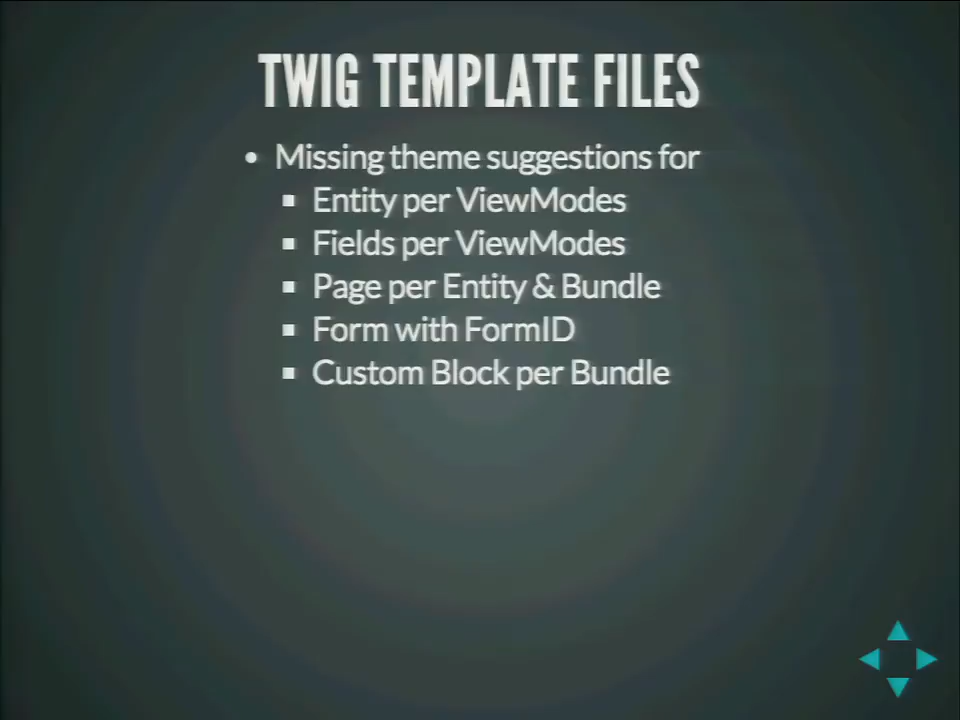 TWIG TEMPLATE FILES
Missing theme suggestions for
Entity per ViewModes
Fields per ViewModes
Page per Entity & Bundle
Form with FormID
Custom Block per Bundle